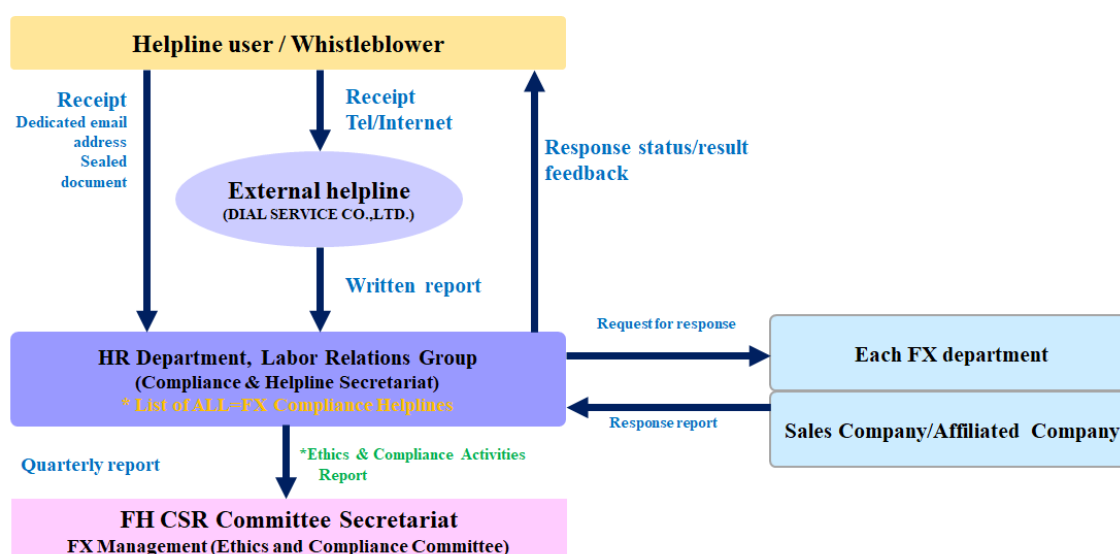 Helpline user / Whistleblower
Receipt
Dedicated email
address
Sealed
document
Receipt
Tel/Internet
Response status/result
feedback
External helpline
(DIAL SERVICE CO.,LTD.)
Written report
HR Department, Labor Relations Group
(Compliance & Helpline Secretariat)
* List of ALL=FX Compliance Helplines
Request for response
Each FX department
Response report
Sales Company/Affiliated Company
Quarterly report
*Ethics & Compliance Activities
Report
FH CSR Committee Secretariat
FX Management (Ethics and Compliance Committee)